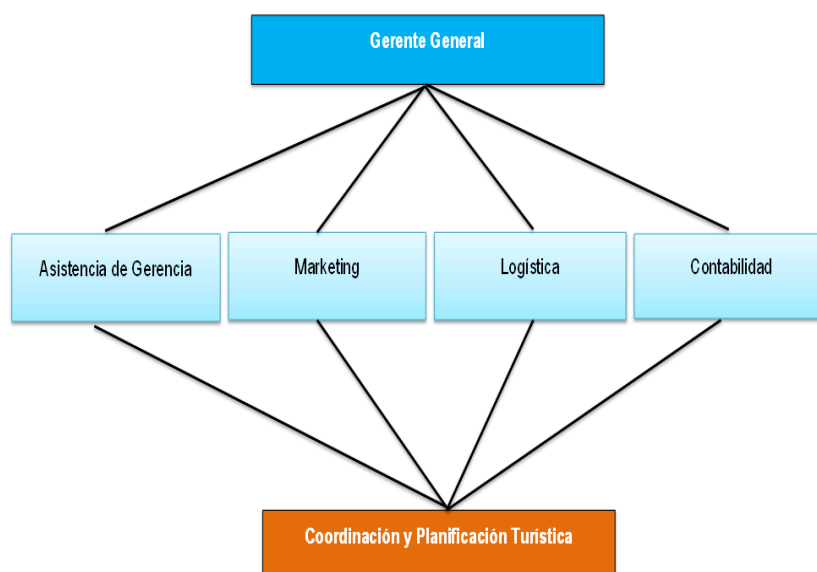 Gerente General
Asistencia de Gerencia
Marketing
Logística
Contabilidad
Coordinación y Planificación Turística